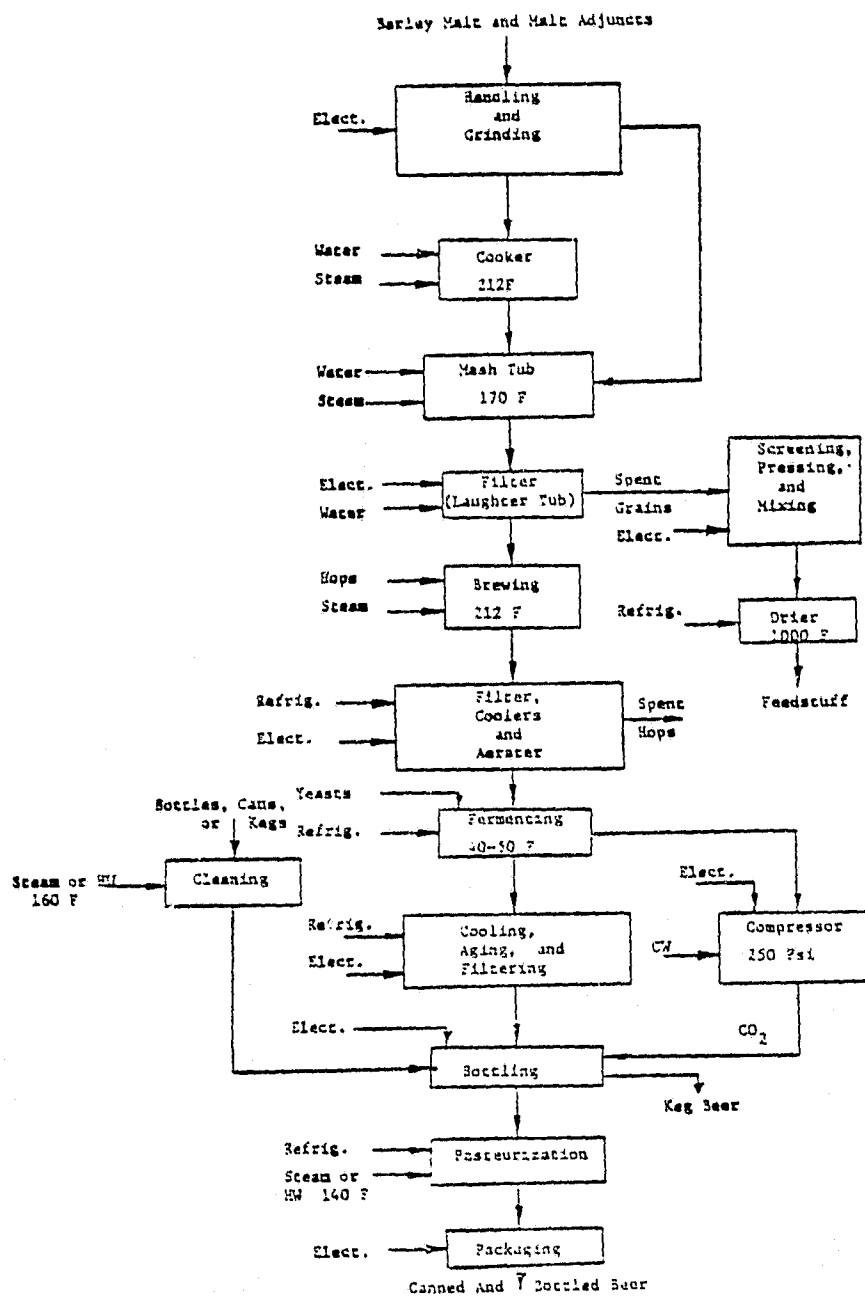 Barley Malt and Malt Adjuncts
Handling
and
Grinding
Elect.
Water
Steam
Cooker
212F
Water
Steam
Mash Tub
170 F
Elect.
Water
Filter
(Laughter Tub)
Spent
Grains
Elect.
Screening,
Pressing,
and
Mixing
Hops
Steam
Brewing
212 F
Refrig.
Drier
1000 F
Feedstuff
Refrig.
Elect.
Filter,
Coolers
and
Aerater
Spent
Hops
Bottles, Cans,
or Kegs
Yeasts
Refrig.
Fermenting
40-50 F
Steam or HW
160 F
Cleaning
Elect.
Refrig.
Elect.
Cooling,
Aging, and
Filtering
CW
Compressor
250 Psi
Elect.
CO2
Bottling
Keg Beer
Refrig.
Steam or
HW 140 F
Pasteurization
Elect.
Packaging
Canned And Bottled Beer